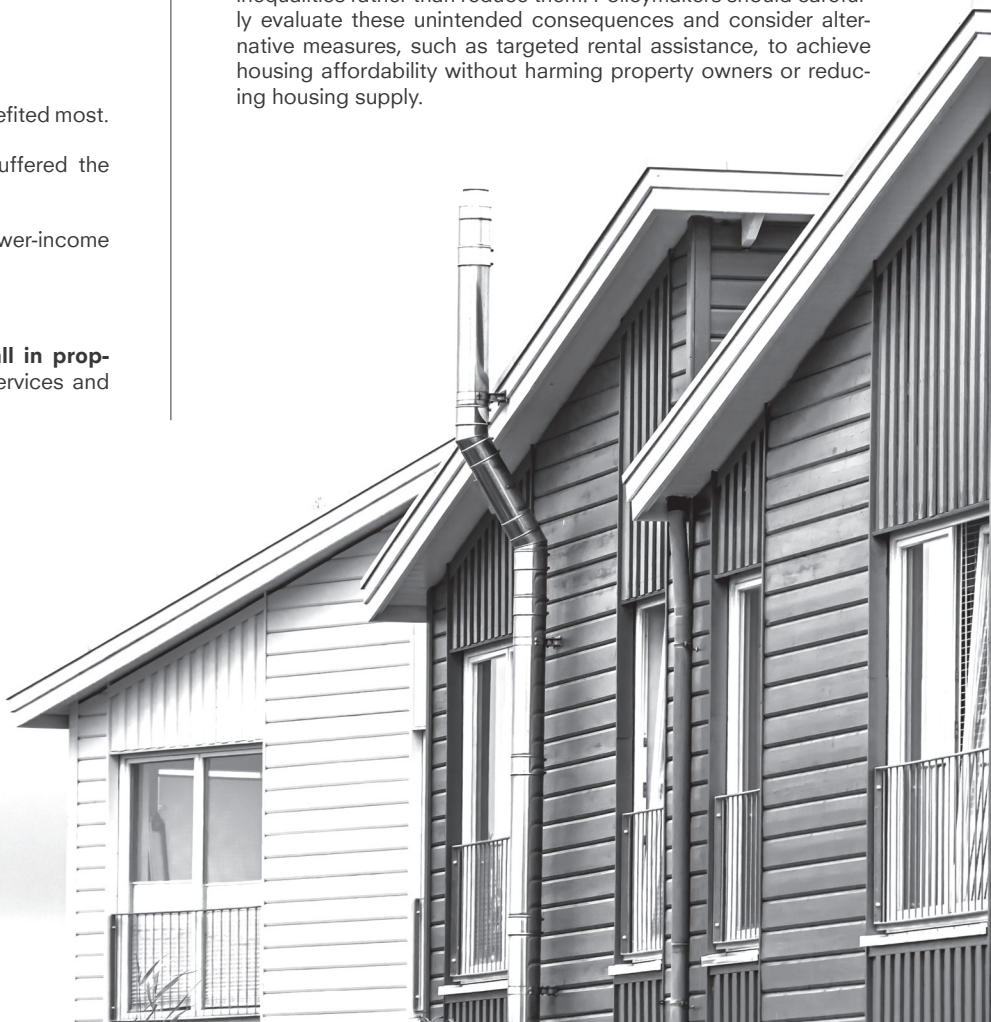 efited most.
uffered the
wer-income
all in prop-
ervices and
inequalities rather than reduce them. Policymakers should careful-
ly evaluate these unintended consequences and consider alter-
native measures, such as targeted rental assistance, to achieve
housing affordability without harming property owners or reduc-
ing housing supply.